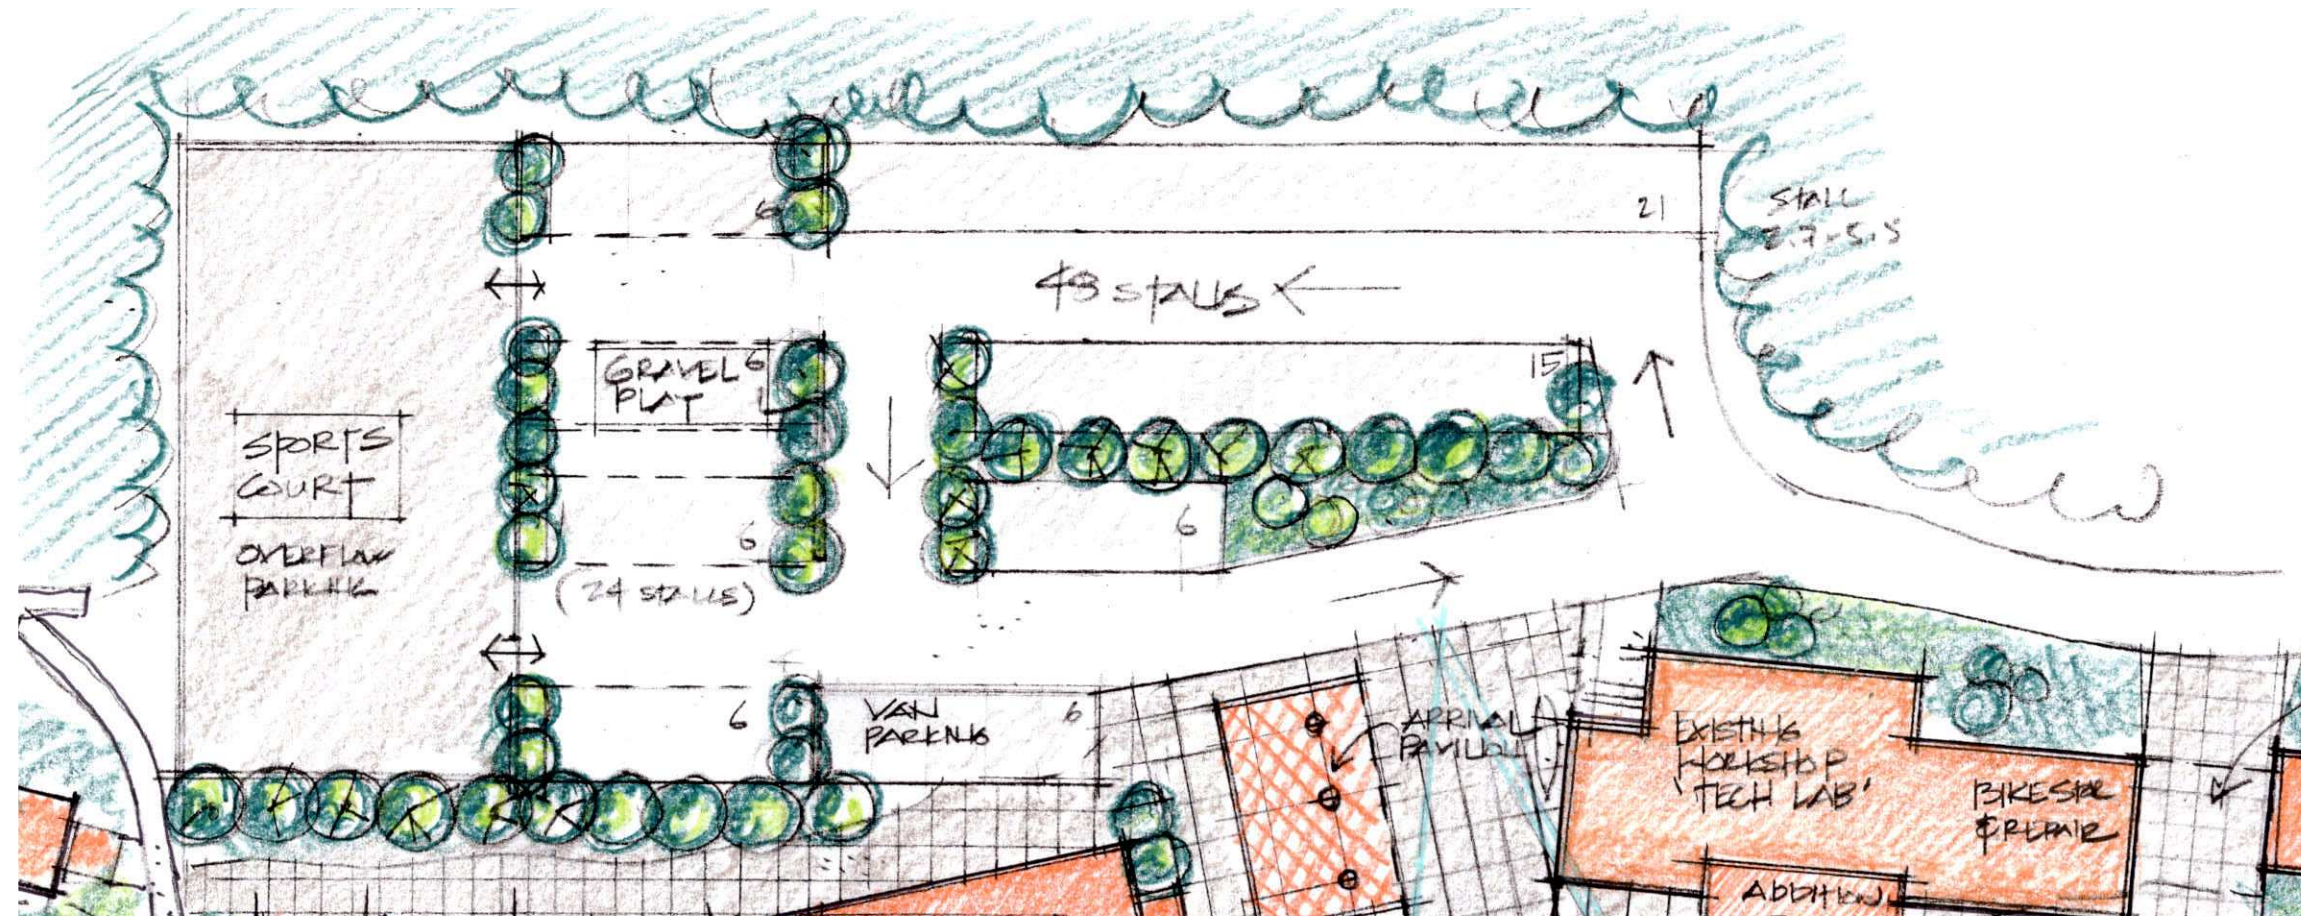 6
21
STALL
2.7 x 5.5
48 STALLS
GRAVEL
PLAT
6
15
SPORTS
COURT
OVERFLOW
PARKING
6
6
(24 STALLS)
6
VAN
PARKING
6
ARRIVAL
PAVILION
EXISTING
WORKSHOP
'TECH LAB'
BIKE
& REPAIR
ADDITION